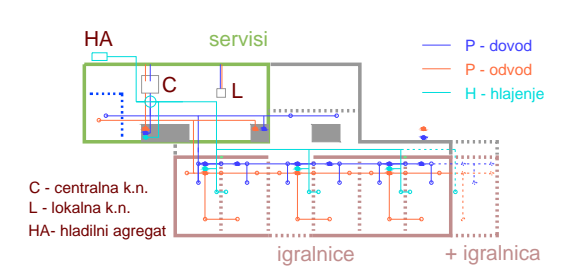 HA
servisi
P - dovod
P - odvod
H - hlajenje
C
L
C - centralna k.n.
L - lokalna k.n.
HA- hladilni agregat
igralnice
+ igralnica